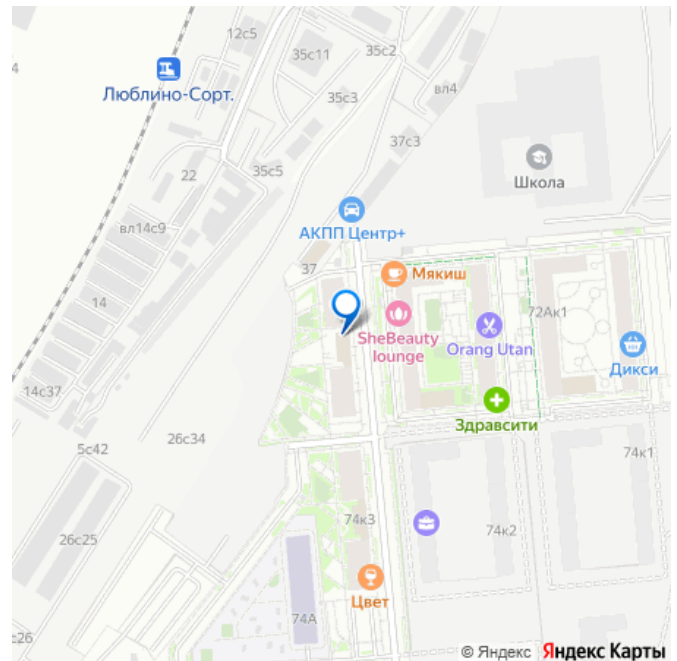 12с5
35с11
35с2
4
Люблино-Сорт.
35с3
вл4
37с3
35с5
22
Школа
вл14с9
АКПП Центр+
37
Мякиш
14
72Ак1
SheBeauty
lounge
Orang Utan
Дикси
14с37
Здравсити
5с42
26с34
74к1
74к3
74к2
26с25
Цвет
74А
с26
© Яндекс Яндекс Карты